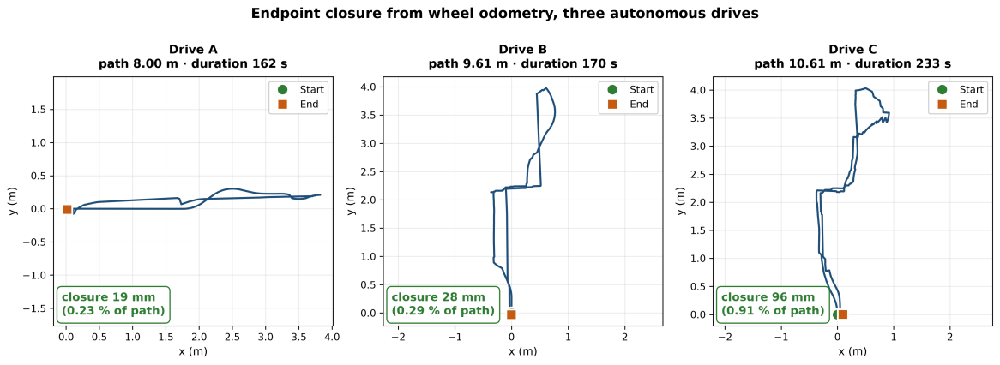 Endpoint closure from wheel odometry, three autonomous drives
Drive A
path 8.00 m · duration 162 s
Start
End
1.5
1.0
0.5
0.0
−0.5
−1.0
−1.5
y (m)
closure 19 mm
(0.23 % of path)
0.0 0.5 1.0 1.5 2.0 2.5 3.0 3.5 4.0
x (m)
Drive B
path 9.61 m · duration 170 s
Start
End
4.0
3.5
3.0
2.5
2.0
1.5
1.0
0.5
0.0
y (m)
closure 28 mm
(0.29 % of path)
−2 −1 0 1 2
x (m)
Drive C
path 10.61 m · duration 233 s
Start
End
4.0
3.5
3.0
2.5
2.0
1.5
1.0
0.5
0.0
y (m)
closure 96 mm
(0.91 % of path)
−2 −1 0 1 2
x (m)